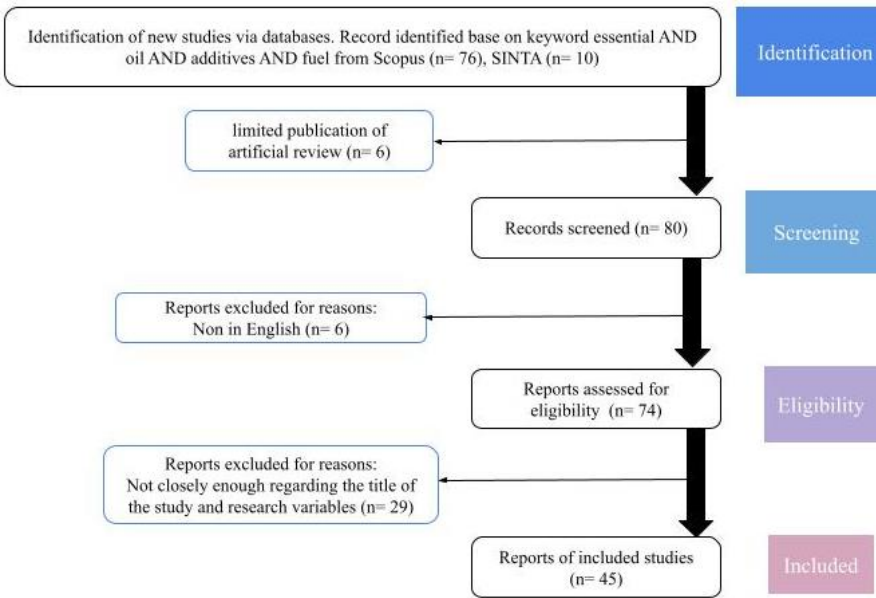 Identification of new studies via databases. Record identified base on keyword essential AND
oil AND additives AND fuel from Scopus (n= 76), SINTA (n= 10)
Identification
limited publication of
artificial review (n= 6)
Records screened (n= 80)
Screening
Reports excluded for reasons:
Non in English (n= 6)
Reports assessed for
eligibility (n= 74)
Eligibility
Reports excluded for reasons:
Not closely enough regarding the title of
the study and research variables (n= 29)
Reports of included studies
(n= 45)
Included